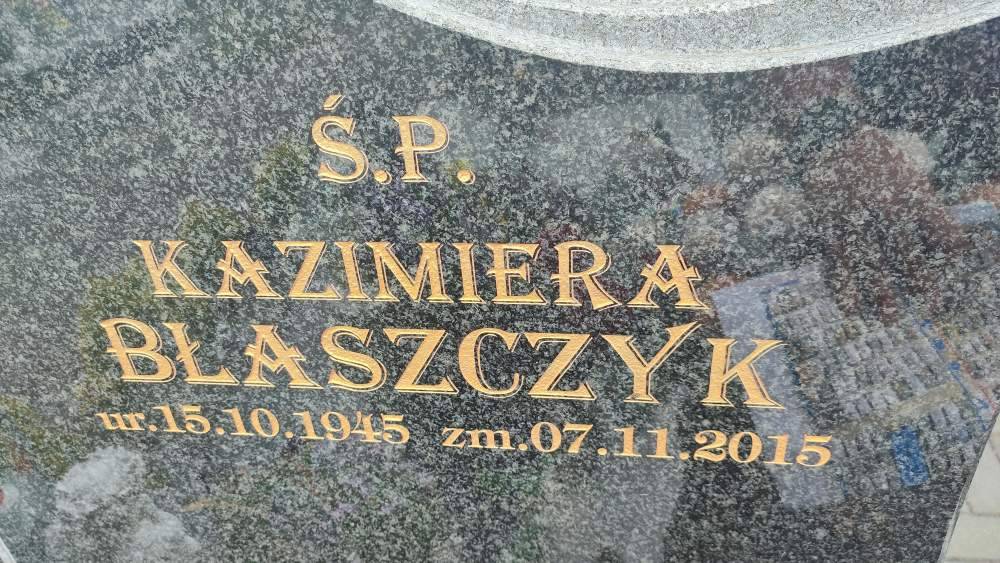 Ś.P.
KAZIMIERA
BŁASZCZYK
ur.15.10.1945 zm.07.11.2015